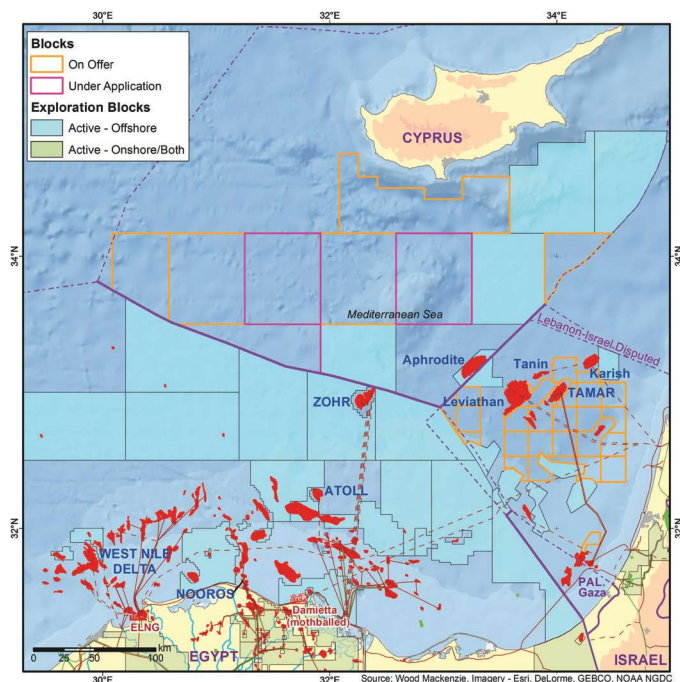 30°E
32°E
34°E
Blocks
On Offer
Under Application
Exploration Blocks
Active - Offshore
Active - Onshore/Both
CYPRUS
34°N
34°N
Mediterranean Sea
Lebanon-Israel Disputed
Aphrodite
Tanin
Karish
Leviathan
TAMAR
ZOHR
ATOLL
32°N
32°N
WEST NILE
DELTA
NOOROS
PAL.
Gaza
Damietta
(mothballed)
ELNG
EGYPT
ISRAEL
km
0
25
50
100
30°E
32°E
34°E
Source: Wood Mackenzie, Imagery - Esri, DeLorme, GEBCO, NOAA NGDC